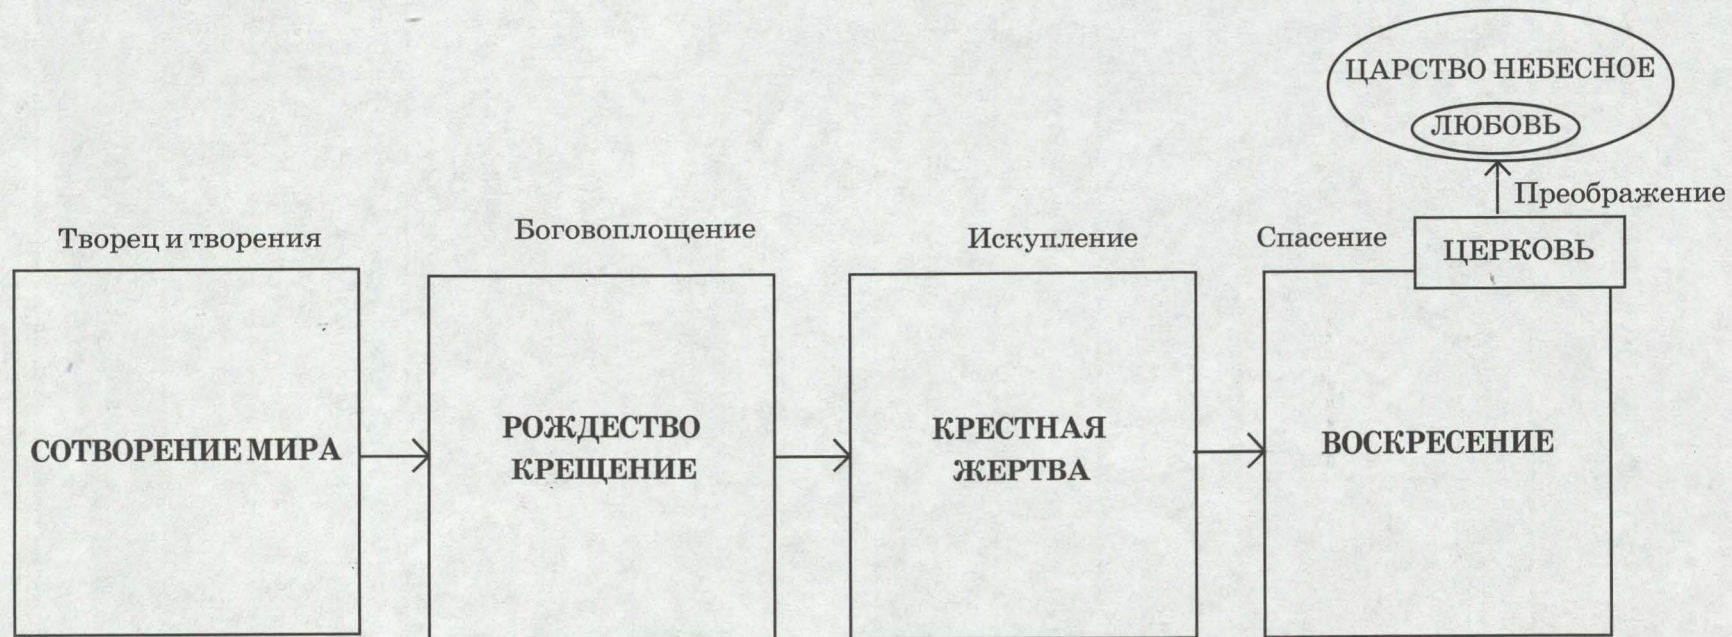 ЦАРСТВО НЕБЕСНОЕ
ЛЮБОВЬ
Преображение
Творец и творения
Боговоплощение
Искупление
Спасение
ЦЕРКОВЬ
СОТВОРЕНИЕ МИРА
РОЖДЕСТВО
КРЕЩЕНИЕ
КРЕСТНАЯ
ЖЕРТВА
ВОСКРЕСЕНИЕ